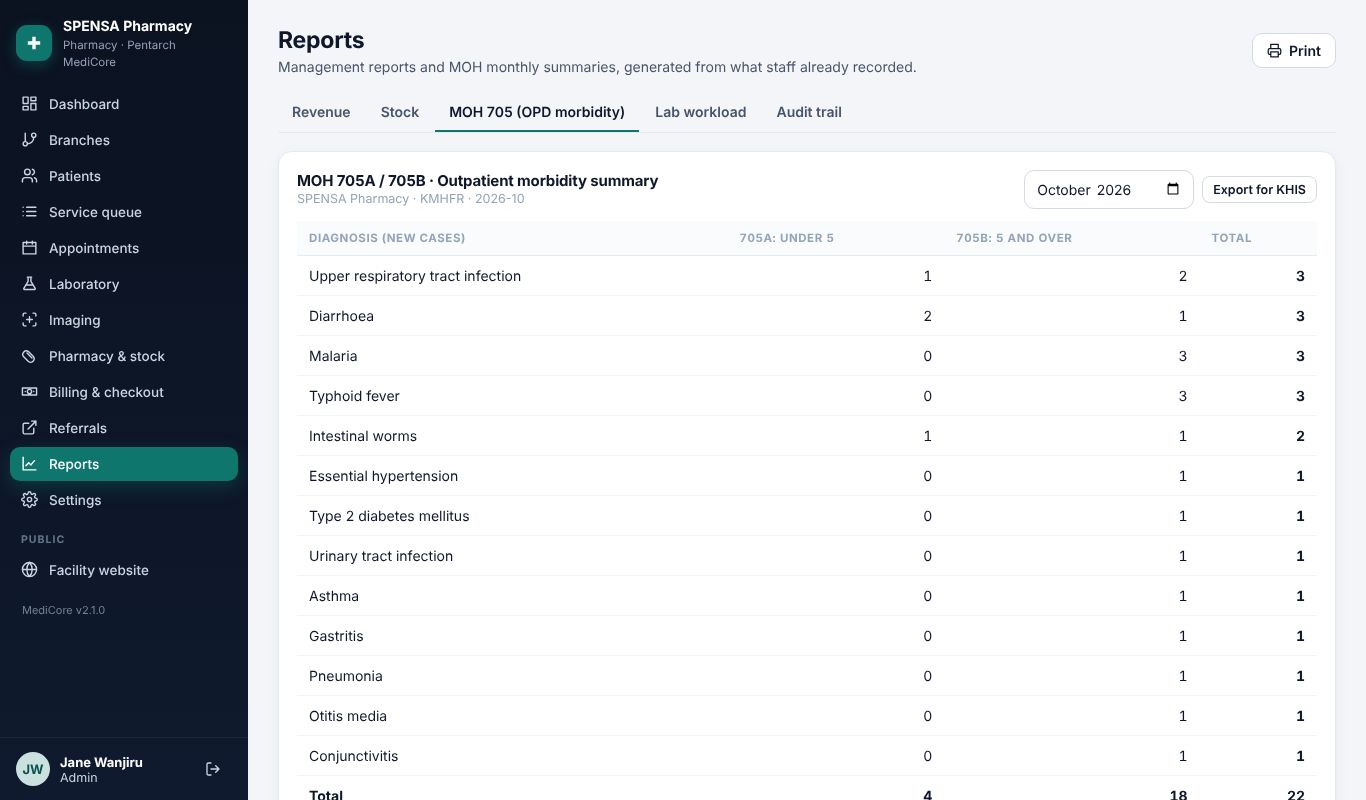 SPENSA Pharmacy
Pharmacy · Pentarch
MediCore
Dashboard
Branches
Patients
Service queue
Appointments
Laboratory
Imaging
Pharmacy & stock
Billing & checkout
Referrals
Reports
Settings
PUBLIC
Facility website
MediCore v2.1.0
JW
Jane Wanjiru
Admin
Reports
Management reports and MOH monthly summaries, generated from what staff already recorded.
Print
Revenue Stock MOH 705 (OPD morbidity) Lab workload Audit trail
MOH 705A / 705B · Outpatient morbidity summary
SPENSA Pharmacy · KMHFR · 2026-10
October 2026
Export for KHIS
DIAGNOSIS (NEW CASES) 705A: UNDER 5 705B: 5 AND OVER TOTAL
Upper respiratory tract infection 1 2 3
Diarrhoea 2 1 3
Malaria 0 3 3
Typhoid fever 0 3 3
Intestinal worms 1 1 2
Essential hypertension 0 1 1
Type 2 diabetes mellitus 0 1 1
Urinary tract infection 0 1 1
Asthma 0 1 1
Gastritis 0 1 1
Pneumonia 0 1 1
Otitis media 0 1 1
Conjunctivitis 0 1 1
Total 4 18 22